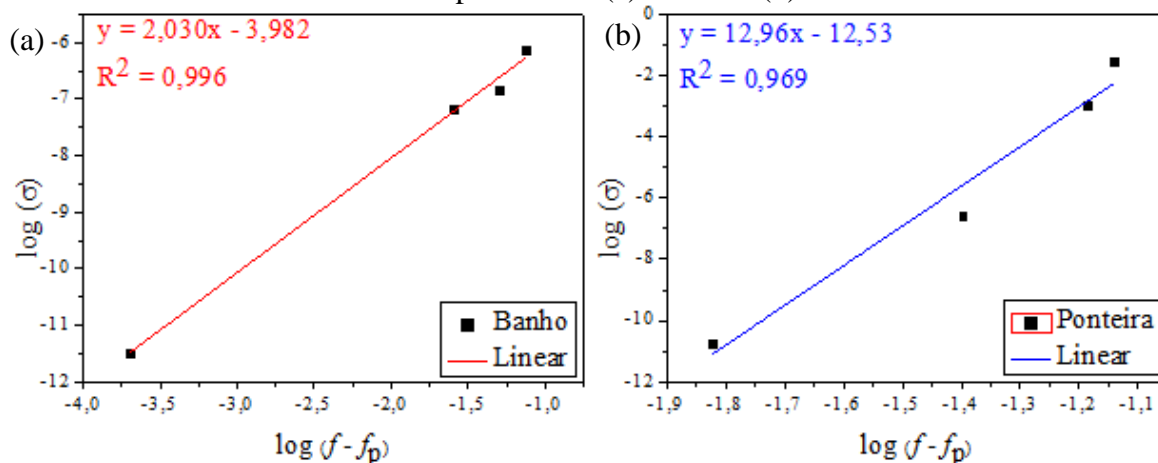 (a)
y = 2,030x - 3,982
R² = 0,996
log (σ)
-6
-7
-8
-9
-10
-11
-12
Banho
Linear
-4,0 -3,5 -3,0 -2,5 -2,0 -1,5 -1,0
log (f - fp)
(b)
y = 12,96x - 12,53
R² = 0,969
log (σ)
0
-2
-4
-6
-8
-10
-12
Ponteira
Linear
-1,9 -1,8 -1,7 -1,6 -1,5 -1,4 -1,3 -1,2 -1,1
log (f - fp)